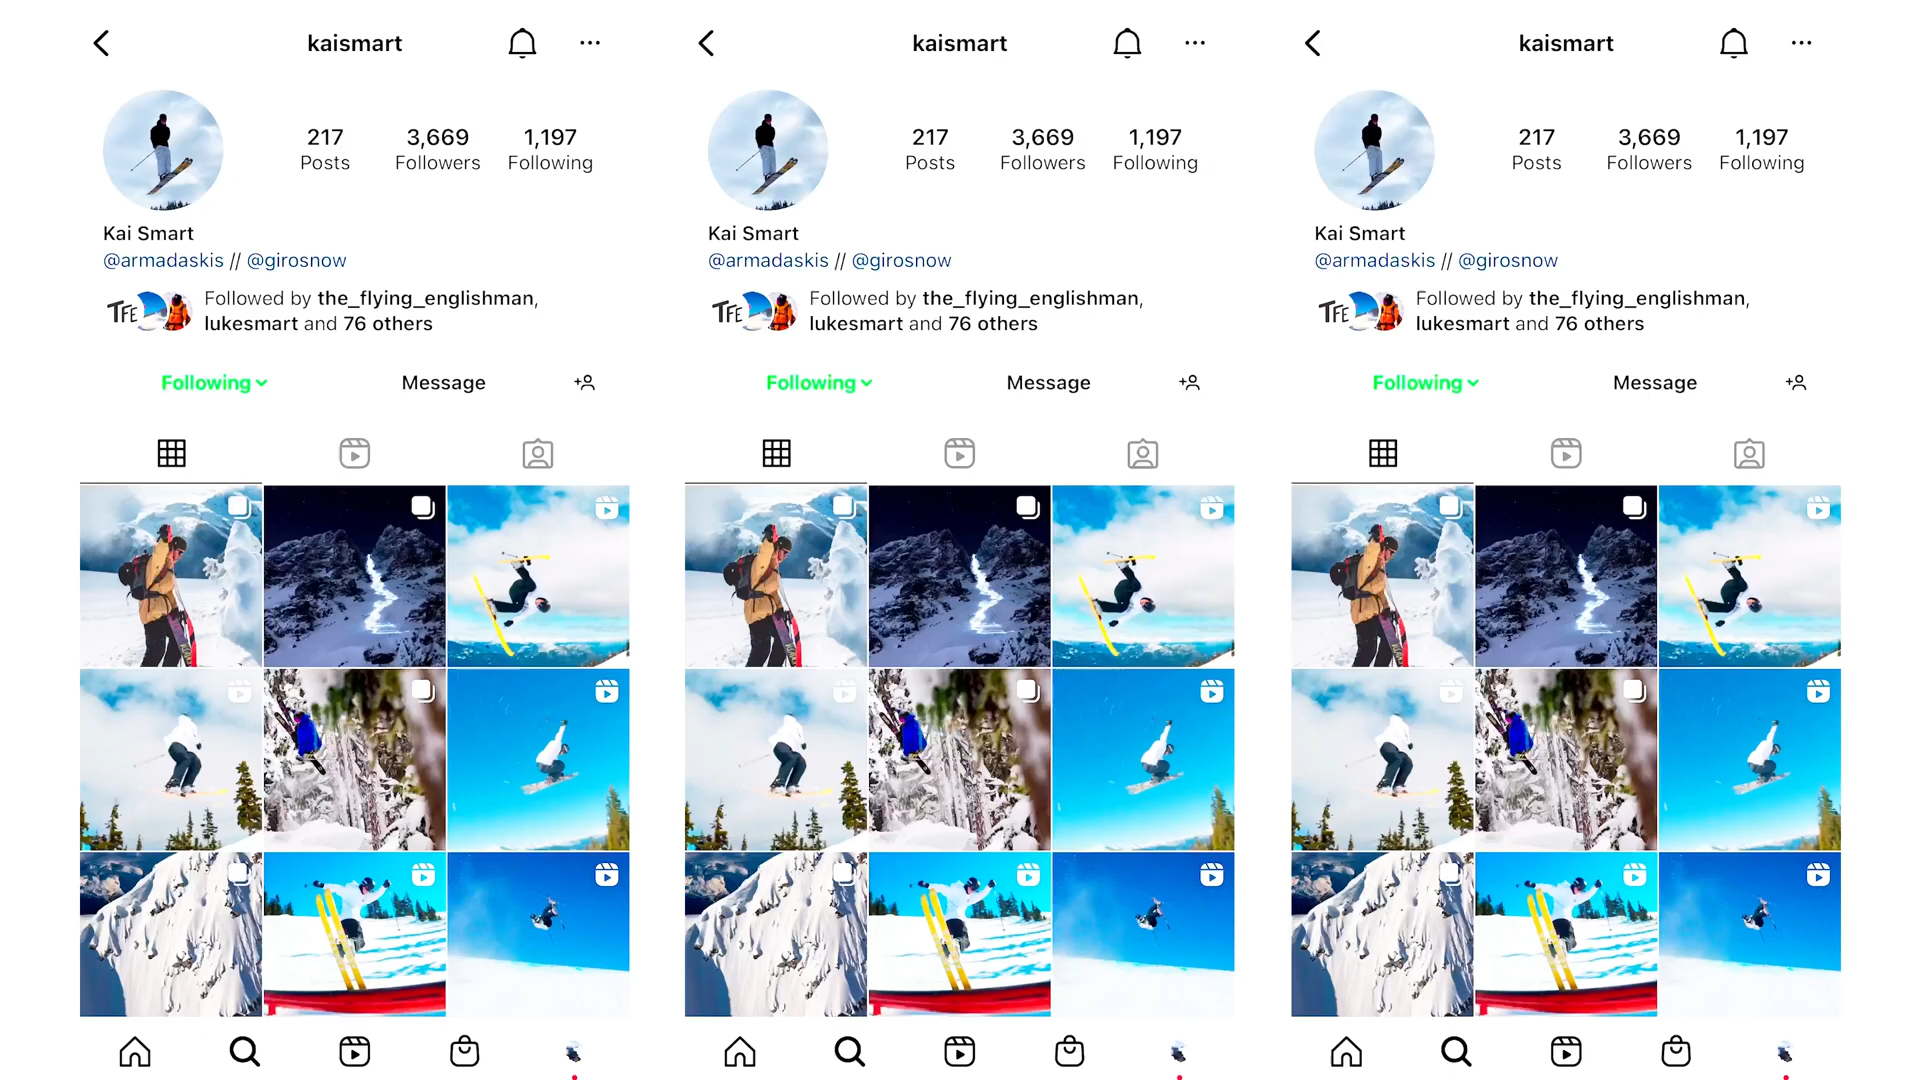 kaismart
217 3,669 1,197
Posts Followers Following
Kai Smart
@armadaskis // @girosnow
TFE
Followed by the_flying_englishman,
lukesmart and 76 others
Following Message
kaismart
217 3,669 1,197
Posts Followers Following
Kai Smart
@armadaskis // @girosnow
TFE
Followed by the_flying_englishman,
lukesmart and 76 others
Following Message
kaismart
217 3,669 1,197
Posts Followers Following
Kai Smart
@armadaskis // @girosnow
TFE
Followed by the_flying_englishman,
lukesmart and 76 others
Following Message